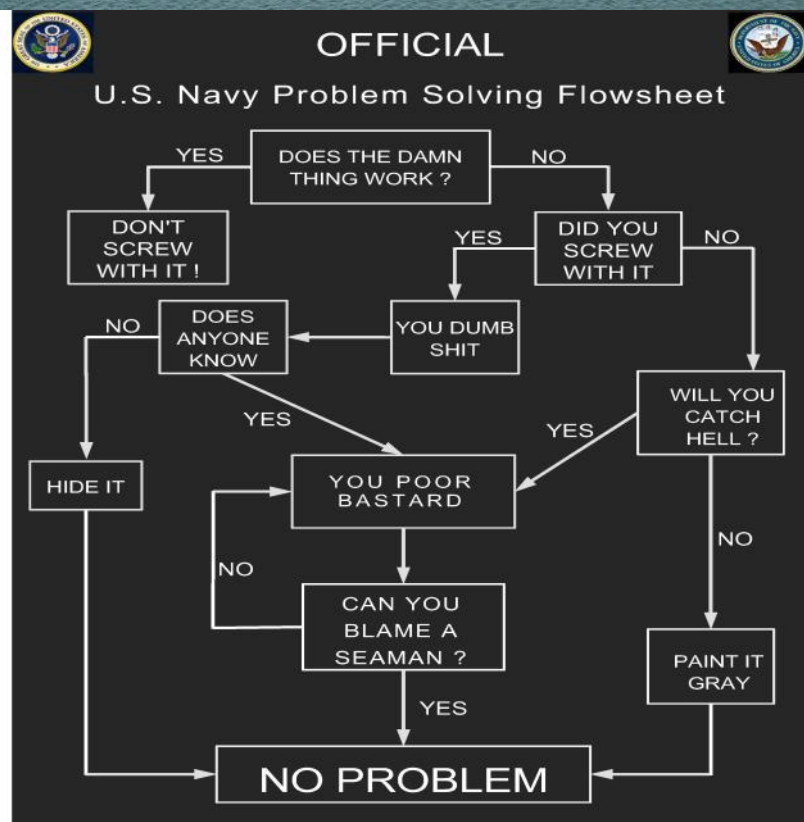 OFFICIAL
U.S. Navy Problem Solving Flowsheet
YES
DOES THE DAMN
THING WORK ?
NO
DON'T
SCREW
WITH IT !
YES
DID YOU
SCREW
WITH IT
NO
NO
DOES
ANYONE
KNOW
YOU DUMB
SHIT
YES
YES
WILL YOU
CATCH
HELL ?
HIDE IT
YOU POOR
BASTARD
NO
NO
CAN YOU
BLAME A
SEAMAN ?
PAINT IT
GRAY
YES
NO PROBLEM